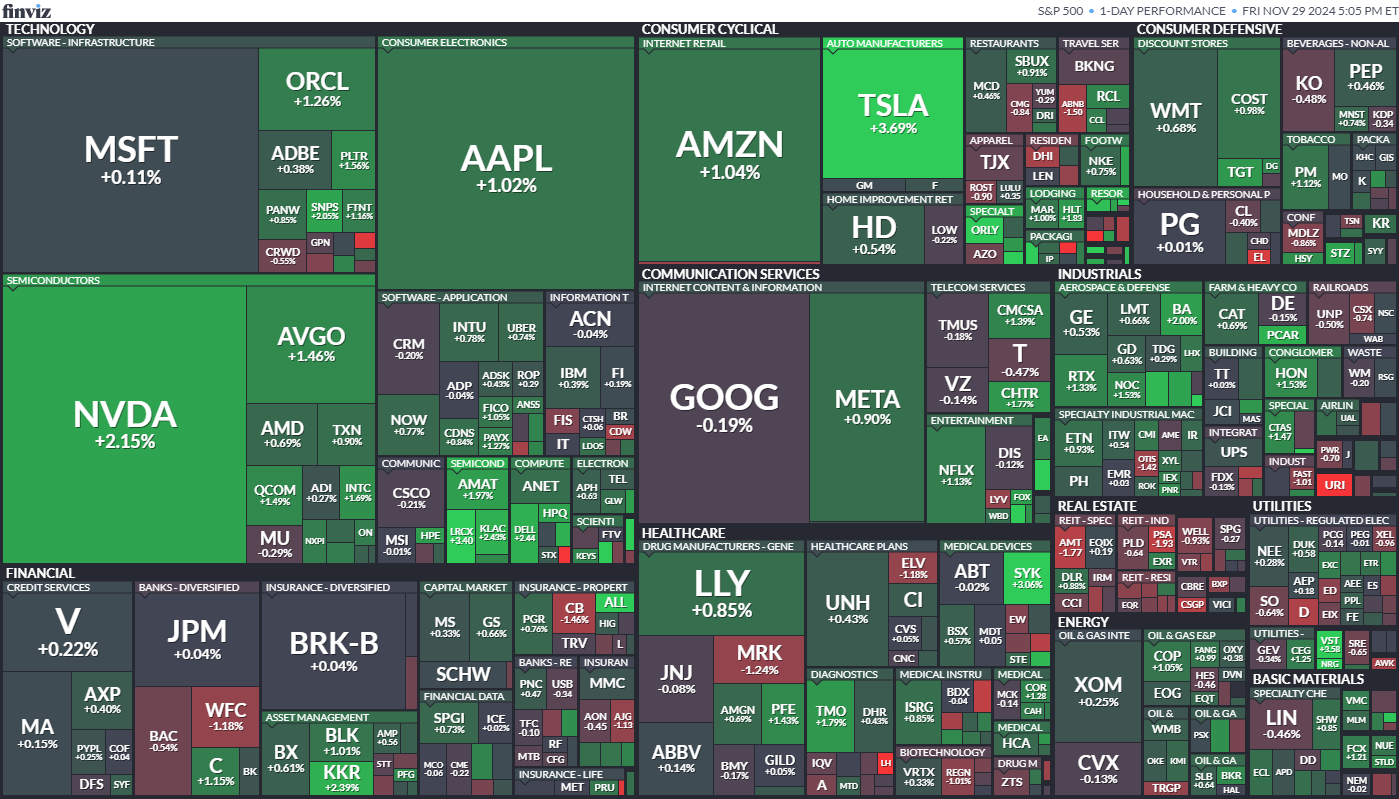 finviz
S&P 500 • 1-DAY PERFORMANCE • FRI NOV 29 2024 5:05 PM ET
TECHNOLOGY
SOFTWARE - INFRASTRUCTURE
MSFT
+0.11%
ORCL
+1.26%
ADBE
+0.38%
PLTR
+1.56%
PANW
+0.85%
SNPS
+2.05%
FTNT
+1.16%
CRWD
-0.55%
GPN
CONSUMER ELECTRONICS
AAPL
+1.02%
SEMICONDUCTORS
NVDA
+2.15%
AVGO
+1.46%
AMD
+0.69%
TXN
+0.90%
QCOM
+1.49%
ADI
+0.27%
INTC
+1.69%
MU
-0.29%
NXPI
ON
SOFTWARE - APPLICATION
CRM
-0.20%
INTU
+0.78%
UBER
+0.74%
NOW
+0.77%
ADP
-0.04%
ADSK
+0.43%
ROP
+0.29
CDNS
+0.84%
FICO
+1.05%
ANSS
PAYX
+1.27%
INFORMATION T
ACN
-0.04%
IBM
+0.39%
FI
+0.19%
FIS
CTSH
+0.06
BR
CDW
IT
LDOS
COMMUNIC
CSCO
-0.21%
MSI
-0.01%
HPE
SEMICOND
AMAT
+1.97%
LRCX
+3.40
KLAC
+2.43%
COMPUTE
ANET
DELL
+2.44
HPQ
STX
ELECTRON
APH
+0.63
TEL
GLW
SCIENTI
FTV
KEYS
CONSUMER CYCLICAL
INTERNET RETAIL
AMZN
+1.04%
AUTO MANUFACTURERS
TSLA
+3.69%
GM
F
HOME IMPROVEMENT RET
HD
+0.54%
LOW
-0.22%
RESTAURANTS
MCD
+0.46%
SBUX
+0.91%
CMG
-0.84
YUM
-0.29
DRI
TRAVEL SER
BKNG
ABNB
-1.50
RCL
CCL
APPAREL
TJX
ROST
-0.90
LULU
+0.35
RESIDEN
DHI
LEN
FOOTW
NKE
+0.75%
SPECIALT
ORLY
AZO
LODGING
MAR
+1.00%
HLT
+1.83
RESOR
PACKAGI
IP
CONSUMER DEFENSIVE
DISCOUNT STORES
WMT
+0.68%
COST
+0.98%
TGT
DG
BEVERAGES - NON-AL
KO
-0.48%
PEP
+0.46%
MNST
+0.74%
KDP
-0.34
HOUSEHOLD & PERSONAL P
PG
+0.01%
CL
-0.40%
CHD
EL
TOBACCO
PM
+1.12%
MO
PACKA
KHC
GIS
K
CONF
MDLZ
-0.86%
HSY
TSN
KR
STZ
SYY
COMMUNICATION SERVICES
INTERNET CONTENT & INFORMATION
GOOG
-0.19%
META
+0.90%
TELECOM SERVICES
TMUS
-0.18%
CMCSA
+1.39%
T
-0.47%
VZ
-0.14%
CHTR
+1.77%
ENTERTAINMENT
NFLX
+1.13%
DIS
-0.12%
LYV
FOX
WBD
EA
INDUSTRIALS
AEROSPACE & DEFENSE
GE
+0.53%
LMT
+0.66%
BA
+2.00%
RTX
+1.33%
GD
+0.63%
TDG
+0.29%
LHX
NOC
+1.53%
FARM & HEAVY CO
CAT
+0.69%
DE
-0.15%
PCAR
RAILROADS
UNP
-0.50%
CSX
-0.74
NSC
WAB
BUILDING
TT
+0.03%
JCI
MAS
CONGLOMER
HON
+1.53%
WASTE
WM
-0.20
RSG
SPECIALTY INDUSTRIAL MAC
ETN
+0.93%
ITW
+0.54
CMI
AME
IR
PH
EMR
+0.03
OTIS
-1.42
XYL
ROK
IEX
PNR
INTEGRAT
UPS
FDX
-0.13%
SPECIAL
CTAS
+1.47
AIRLIN
UAL
INDUST
FAST
-1.01
PWR
-0.70
J
URI
HEALTHCARE
DRUG MANUFACTURERS - GENE
LLY
+0.85%
JNJ
-0.08%
MRK
-1.24%
ABBV
+0.14%
AMGN
+0.69%
PFE
+1.43%
BMY
-0.17%
GILD
+0.05%
HEALTHCARE PLANS
UNH
+0.43%
ELV
-1.18%
CI
CVS
+0.05%
CNC
MEDICAL DEVICES
ABT
-0.02%
SYK
+3.06%
BSX
+0.57%
MDT
+0.05
EW
STE
DIAGNOSTICS
TMO
+1.79%
DHR
+0.43%
IQV
LH
A
MTD
MEDICAL INSTRU
ISRG
+0.85%
BDX
-0.04
MEDICAL
MCK
-0.14
COR
+1.28
CAH
MEDICAL
HCA
BIOTECHNOLOGY
VRTX
+0.33%
REGN
-1.01%
DRUG M
ZTS
REAL ESTATE
REIT - SPEC
AMT
-1.77
EQIX
+0.19
DLR
+0.88%
IRM
CCI
REIT - IND
PLD
-0.64
PSA
-1.93
EXR
WELL
-0.93%
VTR
SPG
-0.27
REIT - RESI
EQR
CBRE
BXP
CSGP
VICI
UTILITIES
UTILITIES - REGULATED ELEC
NEE
+0.28%
DUK
+0.58
PCG
-0.14
PEG
-0.01
XEL
-0.96
SO
-0.64%
AEP
+0.18
EXC
ETR
ED
AEE
ES
D
PPL
EIX
FE
UTILITIES -
GEV
-0.34%
CEG
+1.25
VST
+3.58
NRG
SRE
-0.65
AWK
ENERGY
OIL & GAS INTE
XOM
+0.25%
CVX
-0.13%
OIL & GAS E&P
COP
+1.05%
FANG
+0.99
OXY
+0.38
EOG
HES
-0.46
DVN
EQT
OIL &
WMB
OKE
KMI
TRGP
OIL & GA
PSX
OIL & GA
SLB
+0.64
BKR
HAL
BASIC MATERIALS
SPECIALTY CHE
LIN
-0.46%
SHW
+0.85
ECL
APD
DD
VMC
MLM
FCX
+1.21
NUE
STLD
NEM
-0.02
FINANCIAL
CREDIT SERVICES
V
+0.22%
MA
+0.15%
AXP
+0.40%
PYPL
+0.25%
COF
+0.04
DFS
SYF
BANKS - DIVERSIFIED
JPM
+0.04%
BAC
-0.54%
WFC
-1.18%
C
+1.15%
BK
INSURANCE - DIVERSIFIED
BRK-B
+0.04%
ASSET MANAGEMENT
BX
+0.61%
BLK
+1.01%
KKR
+2.39%
AMP
+0.56
STT
PFG
CAPITAL MARKET
MS
+0.33%
GS
+0.66%
SCHW
FINANCIAL DATA
SPGI
+0.73%
ICE
+0.02%
MCO
-0.06
CME
-0.22
INSURANCE - PROPERT
PGR
+0.76%
CB
-1.46%
ALL
HIG
TRV
L
BANKS - RE
PNC
+0.47
USB
-0.34
TFC
-0.10
RF
MTB
CFG
INSURAN
MMC
AON
-0.45
AJG
-1.13
INSURANCE - LIFE
MET
PRU